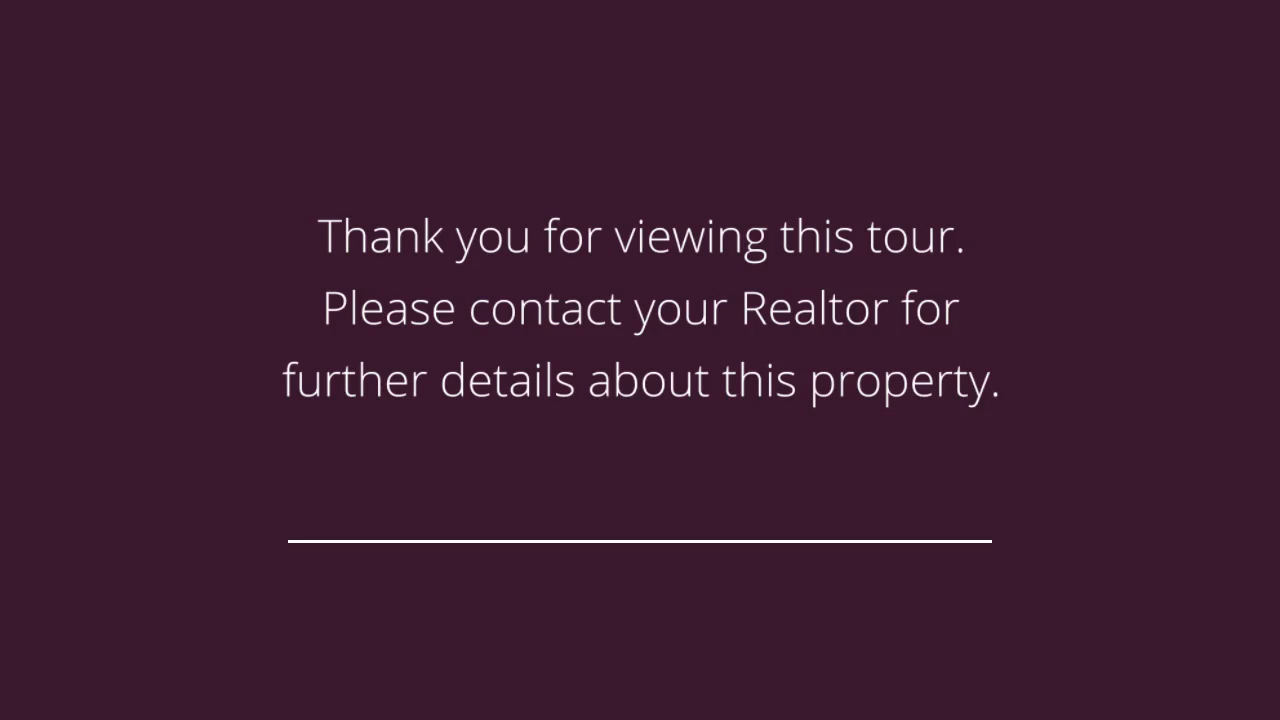 Thank you for viewing this tour.
Please contact your Realtor for
further details about this property.